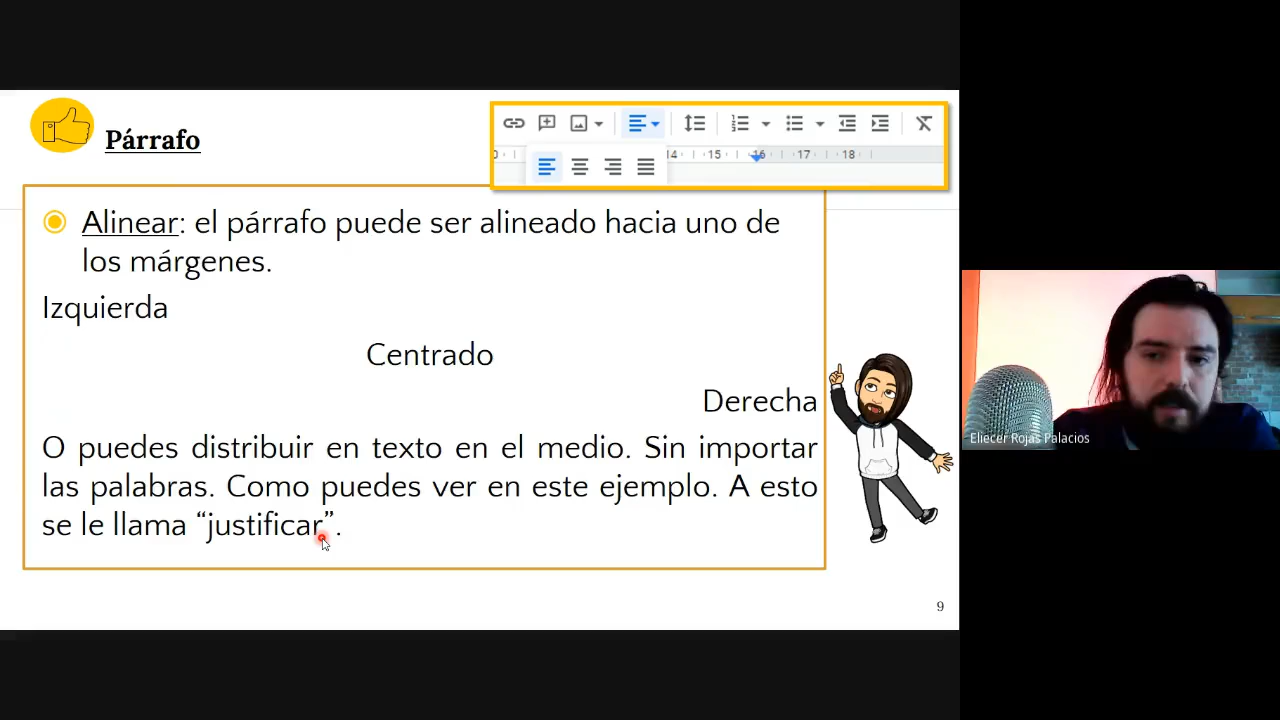 Párrafo
14 15 16 17 18
Alinear: el párrafo puede ser alineado hacia uno de
los márgenes.
Izquierda
Centrado
Derecha
O puedes distribuir en texto en el medio. Sin importar
las palabras. Como puedes ver en este ejemplo. A esto
se le llama “justificar”.
9
Eliecer Rojas Palacios